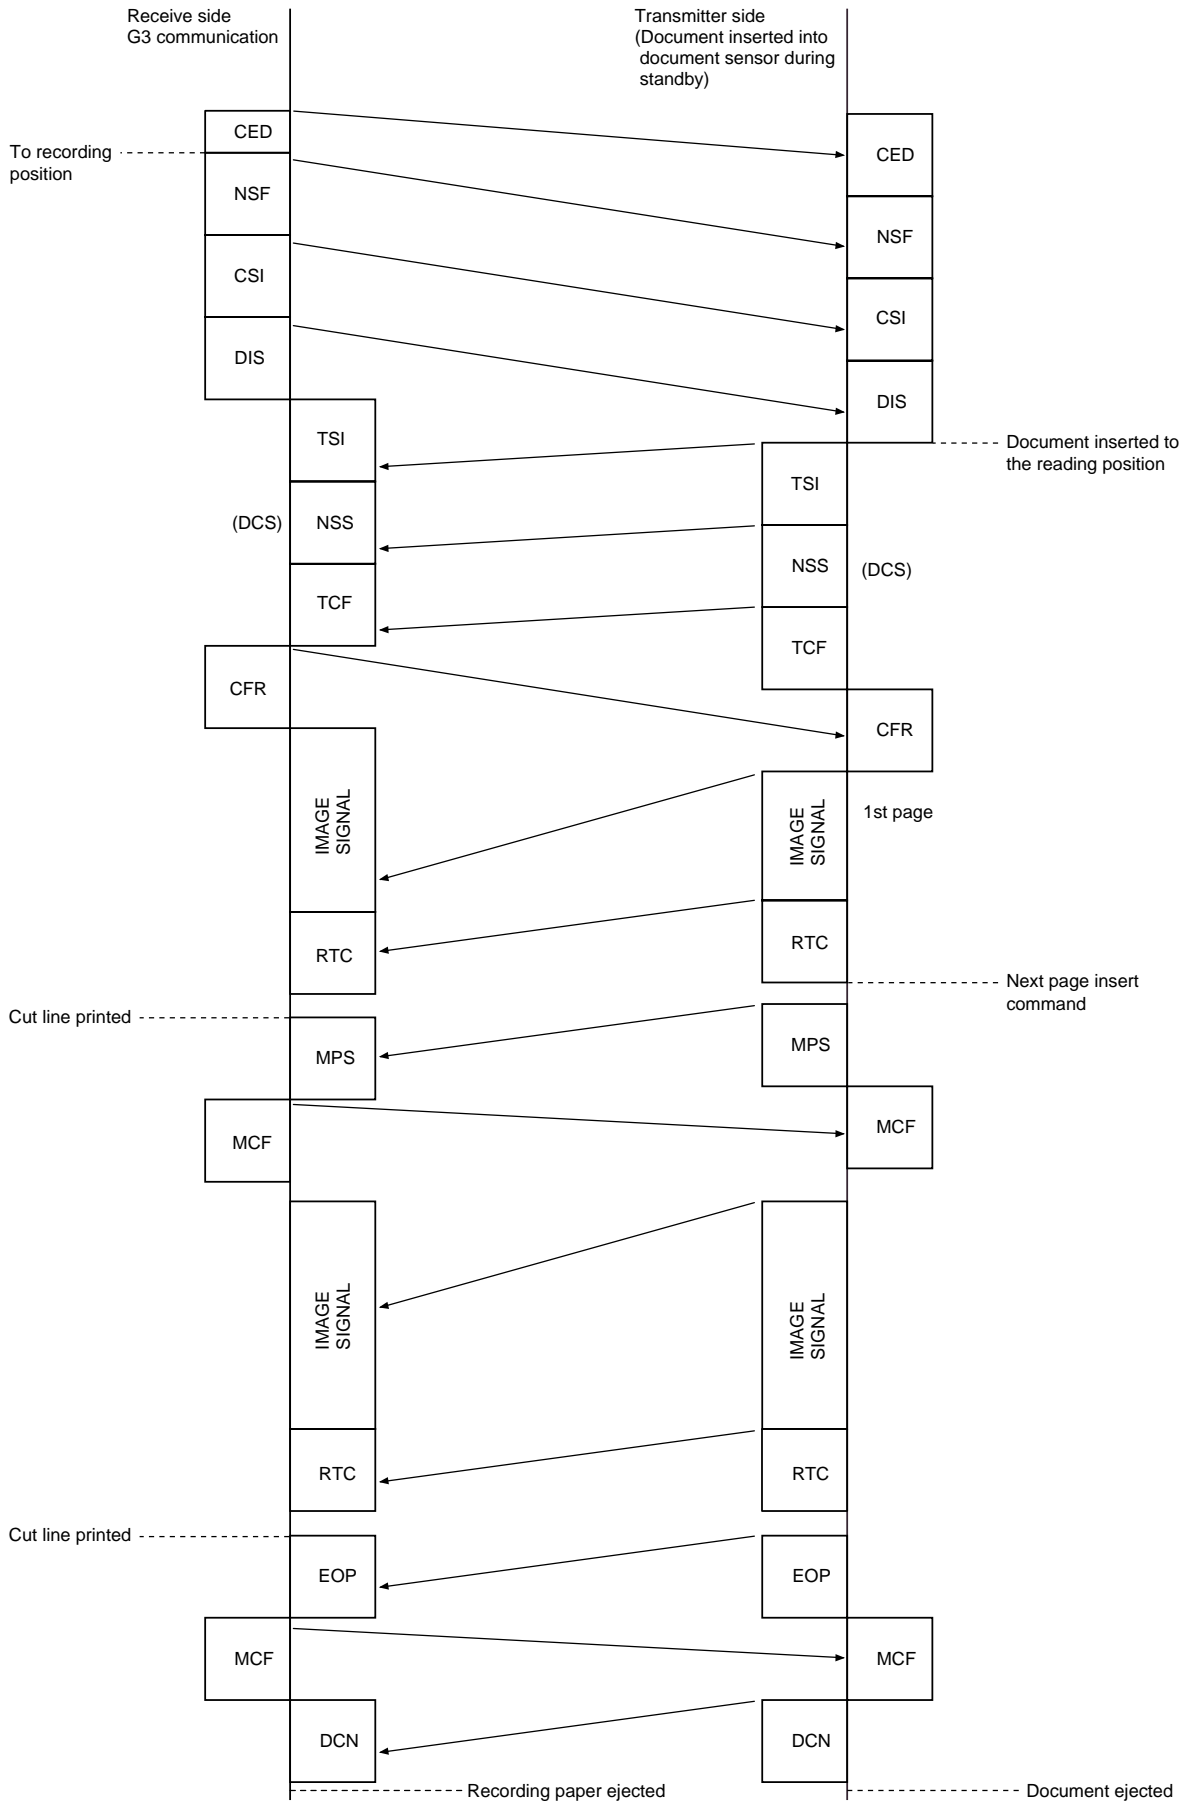 Receive side
G3 communication
Transmitter side
(Document inserted into
document sensor during
standby)
CED
CED
To recording
position
NSF
NSF
CSI
CSI
DIS
DIS
TSI
Document inserted to
the reading position
TSI
(DCS)
NSS
NSS
(DCS)
TCF
TCF
CFR
CFR
IMAGE
SIGNAL
IMAGE
SIGNAL
1st page
RTC
RTC
Next page insert
command
Cut line printed
MPS
MPS
MCF
MCF
IMAGE
SIGNAL
IMAGE
SIGNAL
RTC
RTC
Cut line printed
EOP
EOP
MCF
MCF
DCN
DCN
Recording paper ejected
Document ejected